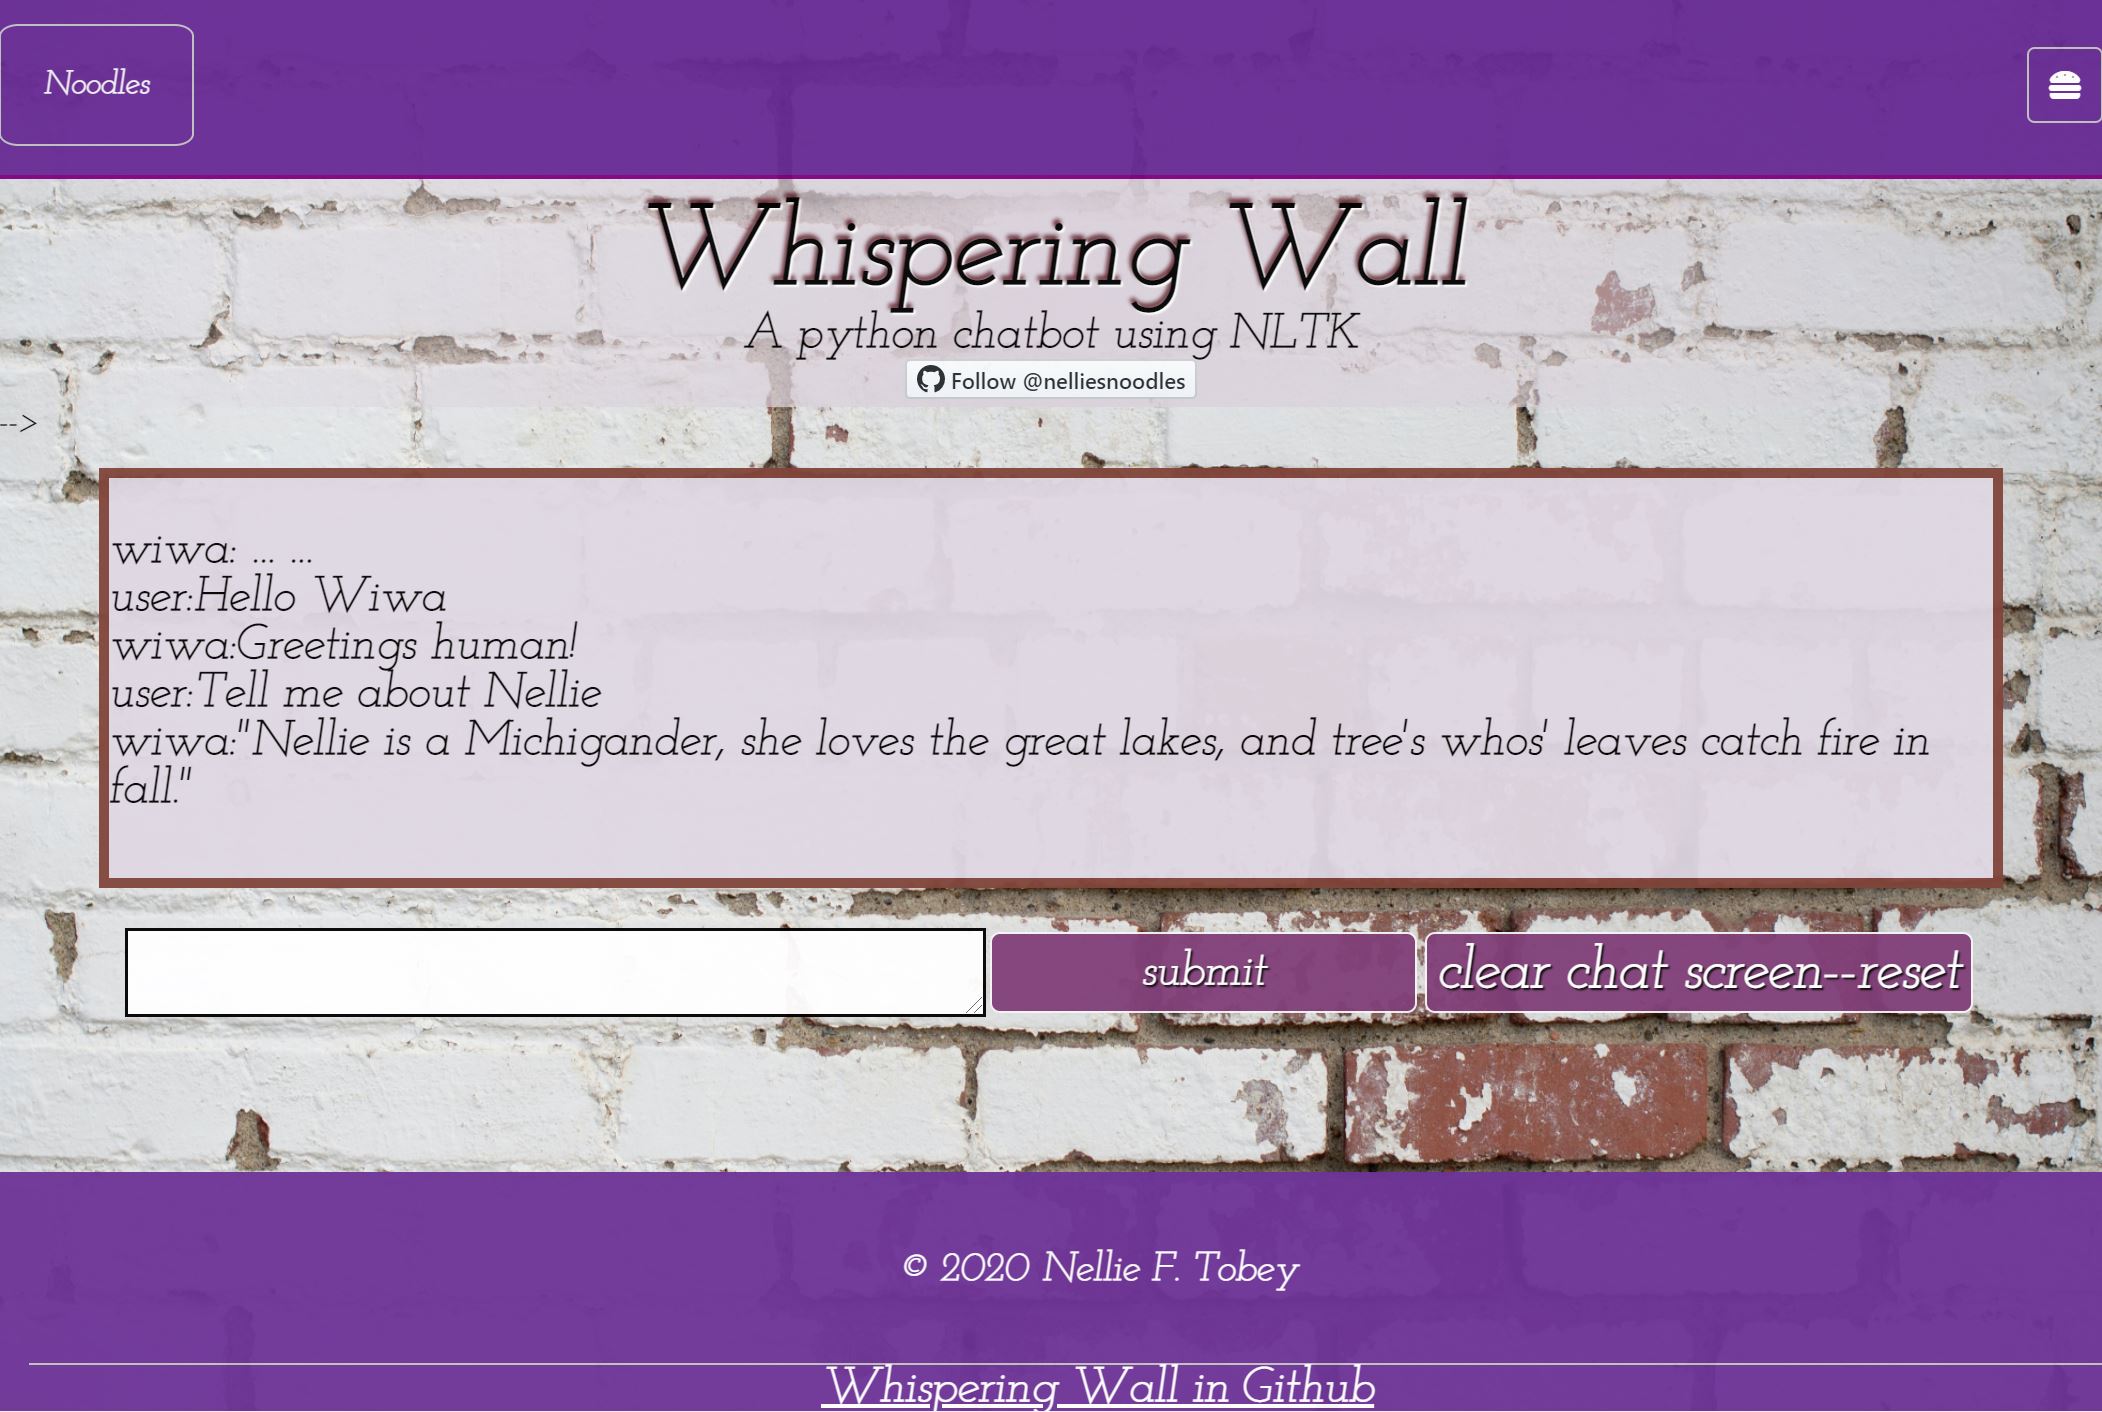 Noodles
Whispering Wall
A python chatbot using NLTK
Follow @nelliesnoodles
-->
wiwa: ... ...
user:Hello Wiwa
wiwa:Greetings human!
user:Tell me about Nellie
wiwa:"Nellie is a Michigander, she loves the great lakes, and tree's whos' leaves catch fire in
fall."
submit
clear chat screen--reset
© 2020 Nellie F. Tobey
Whispering Wall in Github